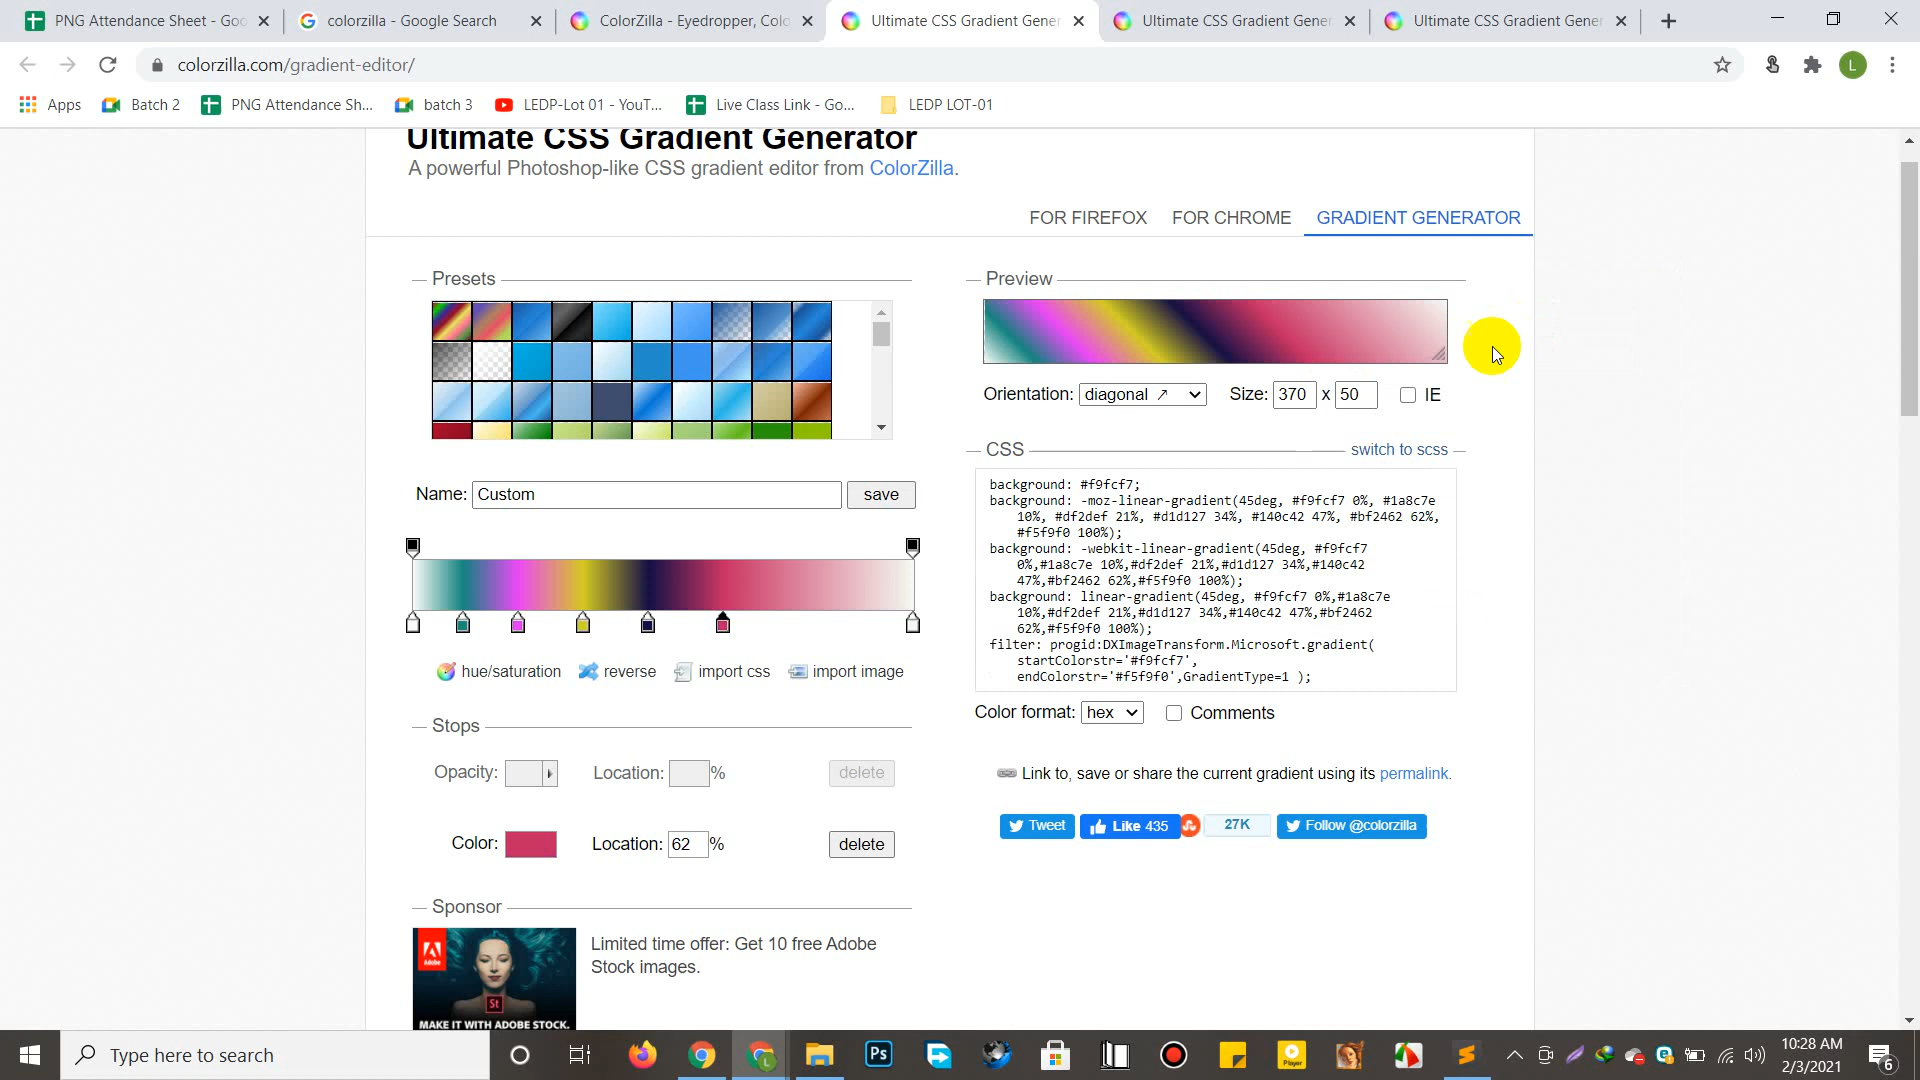 PNG Attendance Sheet - Goo
colorzilla - Google Search
ColorZilla - Eyedropper, Colo
Ultimate CSS Gradient Gener
Ultimate CSS Gradient Gener
Ultimate CSS Gradient Gener
colorzilla.com/gradient-editor/
L
Apps
Batch 2
PNG Attendance Sh...
batch 3
LEDP-Lot 01 - YouT...
Live Class Link - Go...
LEDP LOT-01
Ultimate CSS Gradient Generator
A powerful Photoshop-like CSS gradient editor from ColorZilla.
FOR FIREFOX
FOR CHROME
GRADIENT GENERATOR
Presets
Name: Custom
save
hue/saturation
reverse
import css
import image
Stops
Opacity:
Location: %
delete
Color:
Location: 62 %
delete
Sponsor
Adobe
St
MAKE IT WITH ADOBE STOCK.
Limited time offer: Get 10 free Adobe
Stock images.
Preview
Orientation: diagonal ↗
Size: 370 x 50
IE
CSS
switch to scss
background: #f9fcf7;
background: -moz-linear-gradient(45deg, #f9fcf7 0%, #1a8c7e
10%, #df2def 21%, #d1d127 34%, #140c42 47%, #bf2462 62%,
#f5f9f0 100%);
background: -webkit-linear-gradient(45deg, #f9fcf7
0%,#1a8c7e 10%,#df2def 21%,#d1d127 34%,#140c42
47%,#bf2462 62%,#f5f9f0 100%);
background: linear-gradient(45deg, #f9fcf7 0%,#1a8c7e
10%,#df2def 21%,#d1d127 34%,#140c42 47%,#bf2462
62%,#f5f9f0 100%);
filter: progid:DXImageTransform.Microsoft.gradient(
startColorstr='#f9fcf7',
endColorstr='#f5f9f0',GradientType=1 );
Color format: hex
Comments
Link to, save or share the current gradient using its permalink.
Tweet
Like 435
27K
Follow @colorzilla
Type here to search
Ps
Player
10:28 AM
2/3/2021
6